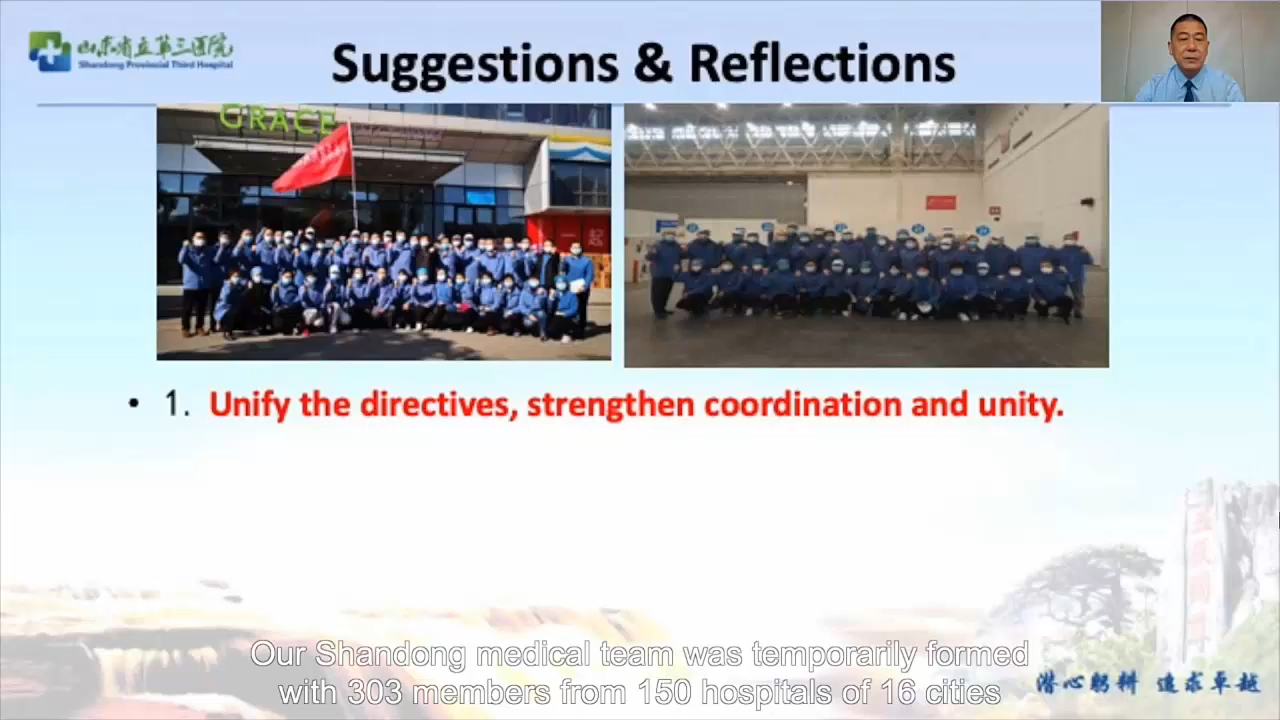 山东省立第三医院
Shandong Provincial Third Hospital
Suggestions & Reflections
GRACE
• 1. Unify the directives, strengthen coordination and unity.
Our Shandong medical team was temporarily formed
with 303 members from 150 hospitals of 16 cities
潜心躬耕 追求卓越